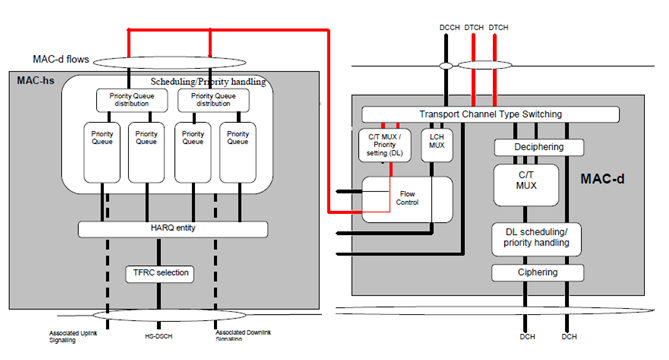 MAC-d flows
MAC-hs
Scheduling/Priority handling
Priority Queue
distribution
Priority Queue
distribution
Priority
Queue
Priority
Queue
Priority
Queue
Priority
Queue
HARQ entity
TFRC selection
Associated Uplink
Signalling
HS-DSCH
Associated Downlink
Signalling
DCCH
DTCH
DTCH
Transport Channel Type Switching
C/T MUX /
Priority
setting (DL)
LCH
MUX
Flow
Control
Deciphering
C/T
MUX
MAC-d
DL scheduling/
priority handling
Ciphering
DCH
DCH